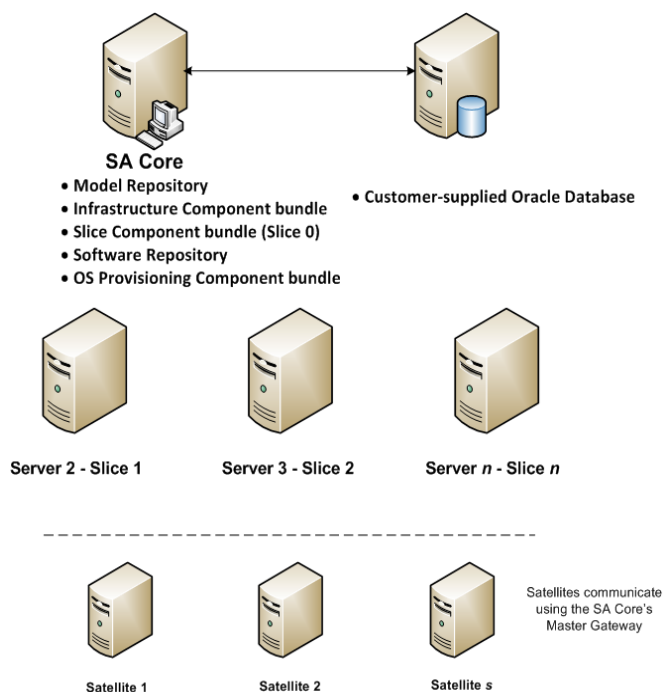 SA Core
• Model Repository
• Infrastructure Component bundle
• Slice Component bundle (Slice 0)
• Software Repository
• OS Provisioning Component bundle
• Customer-supplied Oracle Database
Server 2 - Slice 1
Server 3 - Slice 2
Server n - Slice n
Satellites communicate
using the SA Core's
Master Gateway
Satellite 1
Satellite 2
Satellite s